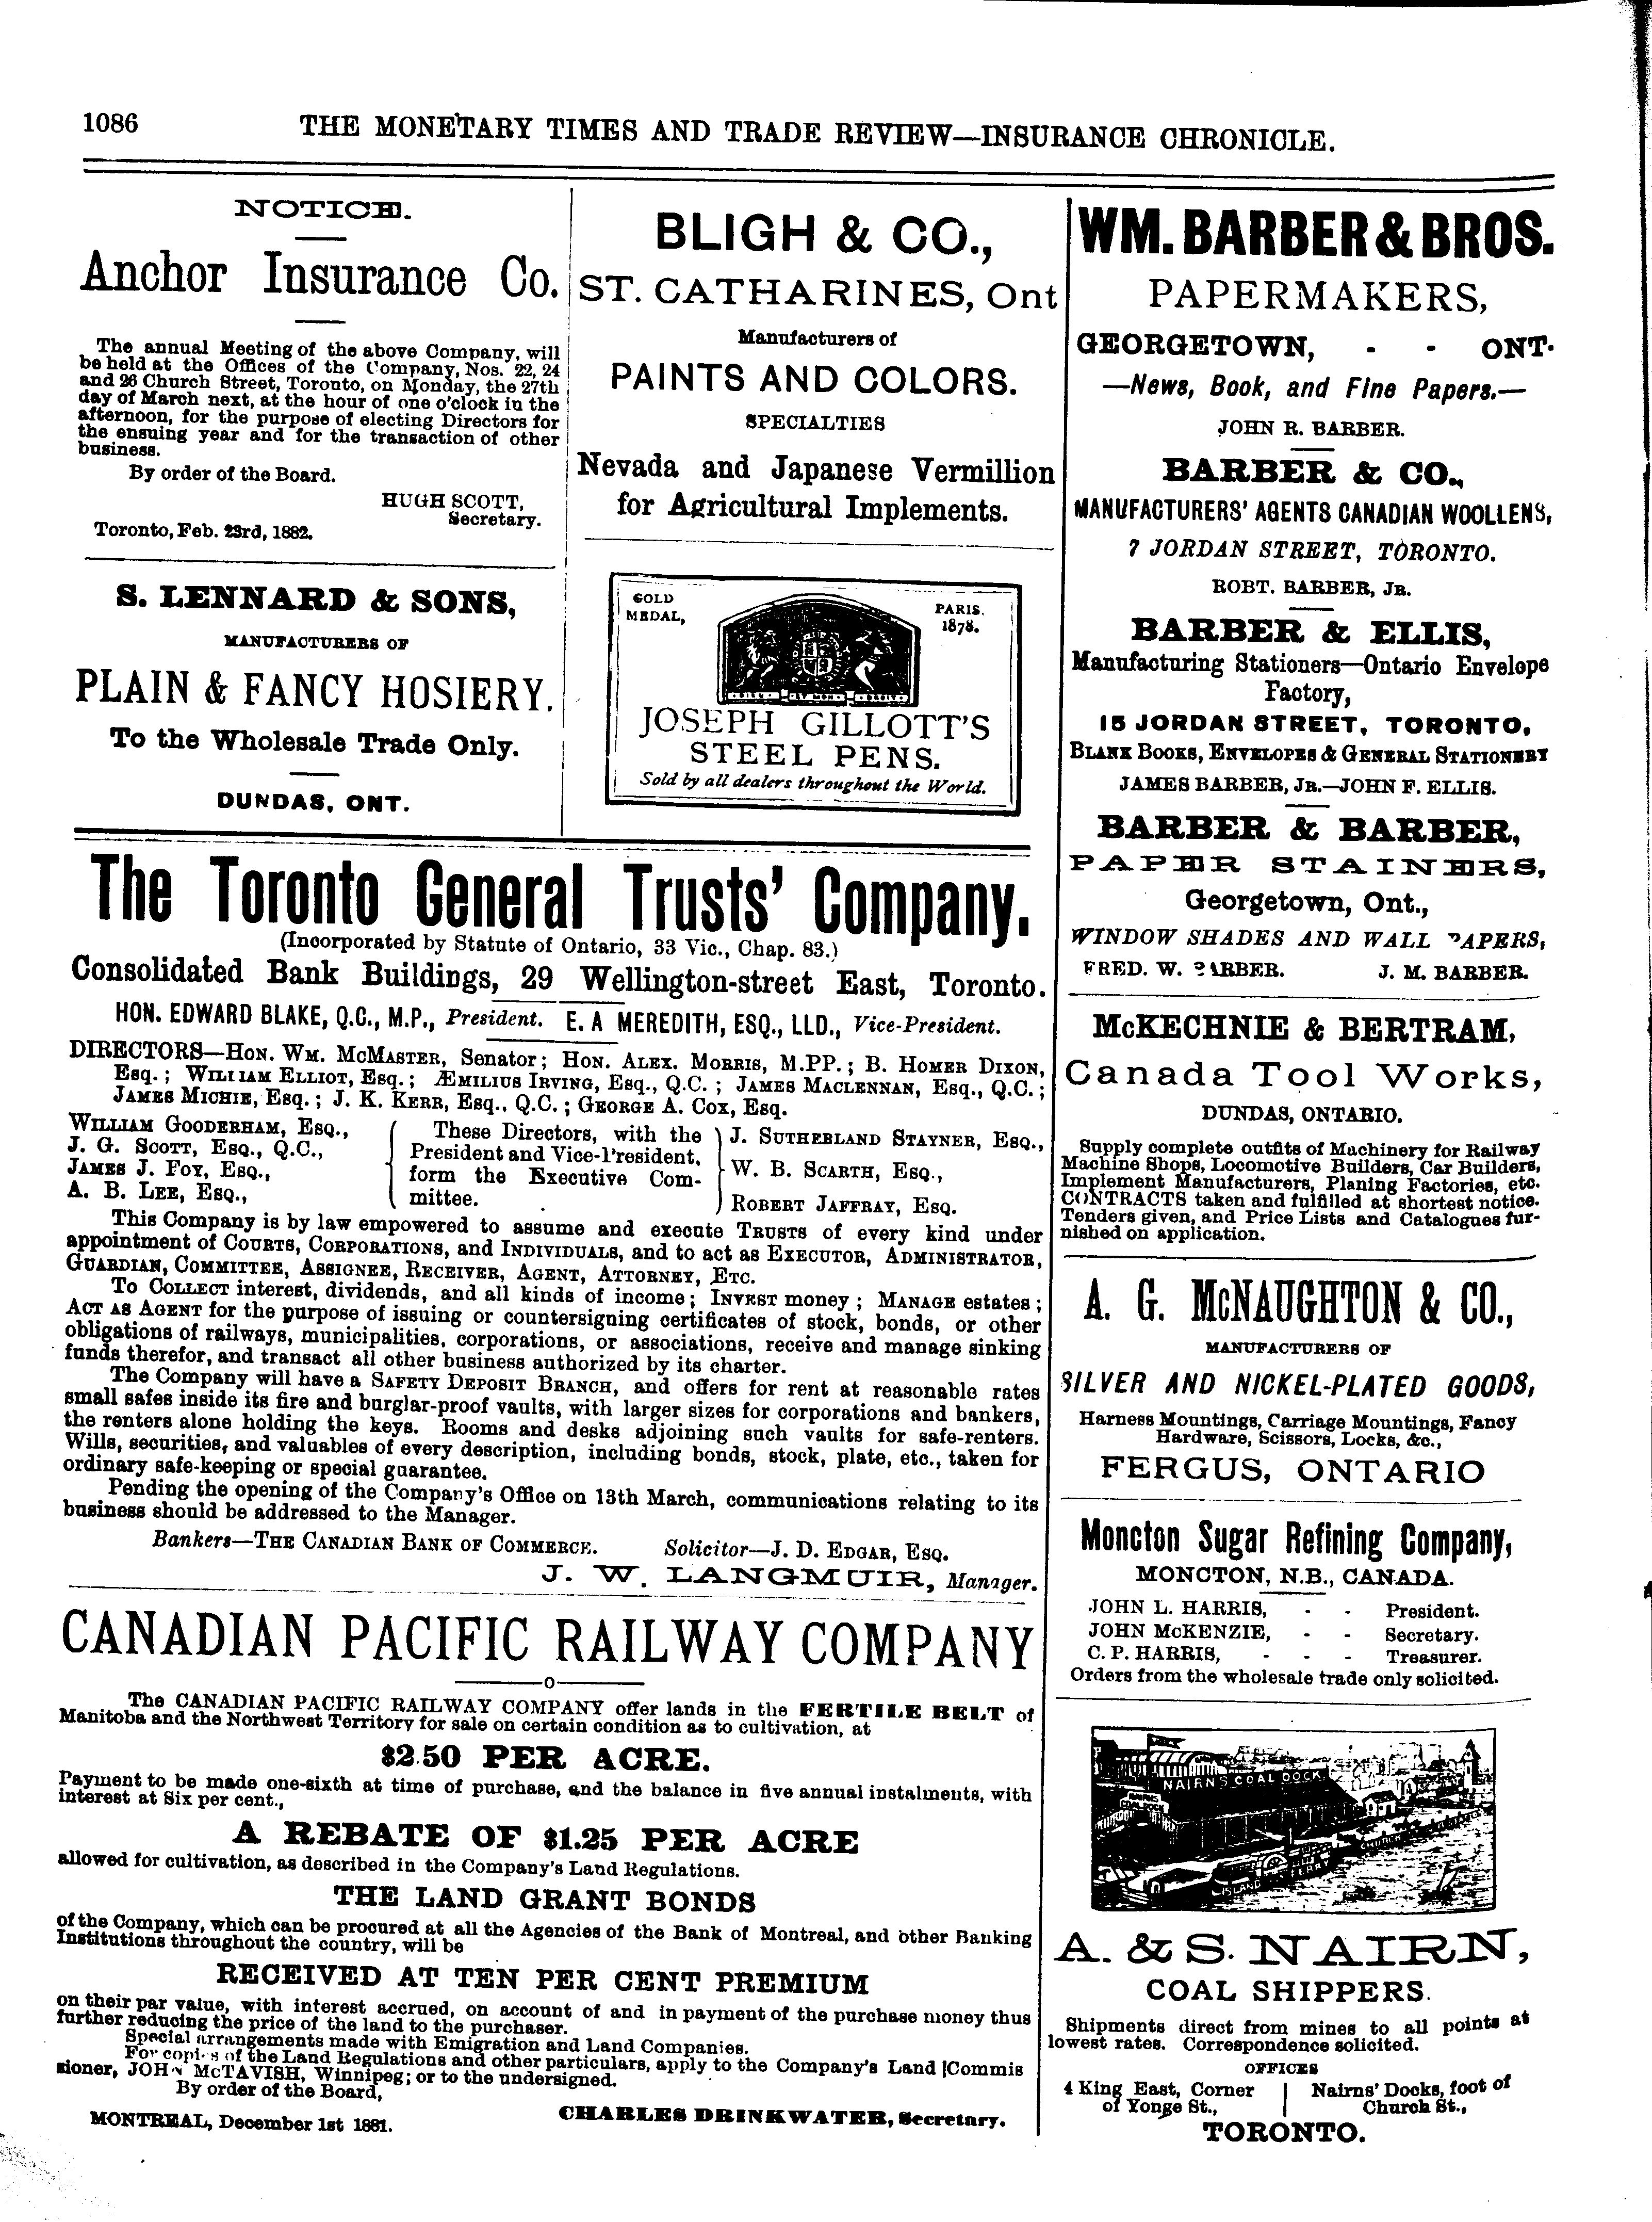 1086
THE MONETARY TIMES AND TRADE REVIEW—INSURANCE CHRONICLE.
NOTICE.
Anchor Insurance Co.
The annual Meeting of the above Company, will
be held at the Offices of the Company, Nos. 22, 24
and 26 Church Street, Toronto, on Monday, the 27th
day of March next, at the hour of one o'clock in the
afternoon, for the purpose of electing Directors for
the ensuing year and for the transaction of other
business.
By order of the Board.
HUGH SCOTT,
Secretary.
Toronto, Feb. 23rd, 1882.
S. LENNARD & SONS,
MANUFACTURERS OF
PLAIN & FANCY HOSIERY.
To the Wholesale Trade Only.
DUNDAS, ONT.
BLIGH & CO.,
ST. CATHARINES, Ont
Manufacturers of
PAINTS AND COLORS.
SPECIALTIES
Nevada and Japanese Vermillion
for Agricultural Implements.
GOLD
MEDAL,
PARIS.
1878.
DIEU ET MON DROIT
JOSEPH GILLOTT'S
STEEL PENS.
Sold by all dealers throughout the World.
The Toronto General Trusts' Company.
(Incorporated by Statute of Ontario, 33 Vic., Chap. 83.)
Consolidated Bank Buildings, 29 Wellington-street East, Toronto.
HON. EDWARD BLAKE, Q.C., M.P., President. E. A MEREDITH, ESQ., LLD., Vice-President.
DIRECTORS—HON. WM. MCMASTER, Senator; HON. ALEX. MORRIS, M.PP.; B. HOMER DIXON,
Esq.; WILLIAM ELLIOT, Esq.; ÆMILIUS IRVING, Esq., Q.C.; JAMES MACLENNAN, Esq., Q.C.;
JAMES MICHIE, Esq.; J. K. KERR, Esq., Q.C.; GEORGE A. COX, Esq.
WILLIAM GOODERHAM, ESQ.,
J. G. SCOTT, ESQ., Q.C.,
JAMES J. FOY, ESQ.,
A. B. LEE, ESQ.,
These Directors, with the
President and Vice-President,
form the Executive Com-
mittee.
J. SUTHERLAND STAYNER, ESQ.,
W. B. SCARTH, ESQ.,
ROBERT JAFFRAY, ESQ.
This Company is by law empowered to assume and execute TRUSTS of every kind under
appointment of COURTS, CORPORATIONS, and INDIVIDUALS, and to act as EXECUTOR, ADMINISTRATOR,
GUARDIAN, COMMITTEE, ASSIGNEE, RECEIVER, AGENT, ATTORNEY, ETC.
To COLLECT interest, dividends, and all kinds of income; INVEST money; MANAGE estates;
ACT AS AGENT for the purpose of issuing or countersigning certificates of stock, bonds, or other
obligations of railways, municipalities, corporations, or associations, receive and manage sinking
funds therefor, and transact all other business authorized by its charter.
The Company will have a SAFETY DEPOSIT BRANCH, and offers for rent at reasonable rates
small safes inside its fire and burglar-proof vaults, with larger sizes for corporations and bankers,
the renters alone holding the keys. Rooms and desks adjoining such vaults for safe-renters.
Wills, securities, and valuables of every description, including bonds, stock, plate, etc., taken for
ordinary safe-keeping or special guarantee.
Pending the opening of the Company's Office on 13th March, communications relating to its
business should be addressed to the Manager.
Bankers—THE CANADIAN BANK OF COMMERCE. Solicitor—J. D. EDGAR, ESQ.
J. W. LANGMUIR, Manager.
CANADIAN PACIFIC RAILWAY COMPANY
o
The CANADIAN PACIFIC RAILWAY COMPANY offer lands in the FERTILE BELT of
Manitoba and the Northwest Territory for sale on certain condition as to cultivation, at
$2.50 PER ACRE.
Payment to be made one-sixth at time of purchase, and the balance in five annual instalments, with
interest at Six per cent.,
A REBATE OF $1.25 PER ACRE
allowed for cultivation, as described in the Company's Land Regulations.
THE LAND GRANT BONDS
of the Company, which can be procured at all the Agencies of the Bank of Montreal, and other Banking
Institutions throughout the country, will be
RECEIVED AT TEN PER CENT PREMIUM
on their par value, with interest accrued, on account of and in payment of the purchase money thus
further reducing the price of the land to the purchaser.
Special arrangements made with Emigration and Land Companies.
For copies of the Land Regulations and other particulars, apply to the Company's Land |Commis
sioner, JOHN McTAVISH, Winnipeg; or to the undersigned.
By order of the Board,
MONTREAL, December 1st 1881.
CHARLES DRINKWATER, Secretary.
WM. BARBER & BROS.
PAPERMAKERS,
GEORGETOWN, - - ONT.
—News, Book, and Fine Papers.—
JOHN R. BARBER.
BARBER & CO.,
MANUFACTURERS' AGENTS CANADIAN WOOLLENS,
7 JORDAN STREET, TORONTO.
ROBT. BARBER, JR.
BARBER & ELLIS,
Manufacturing Stationers—Ontario Envelope
Factory,
15 JORDAN STREET, TORONTO,
BLANK BOOKS, ENVELOPES & GENERAL STATIONERY
JAMES BARBER, JR.—JOHN F. ELLIS.
BARBER & BARBER,
PAPER STAINERS,
Georgetown, Ont.,
WINDOW SHADES AND WALL PAPERS,
FRED. W. BARBER. J. M. BARBER.
McKECHNIE & BERTRAM,
Canada Tool Works,
DUNDAS, ONTARIO.
Supply complete outfits of Machinery for Railway
Machine Shops, Locomotive Builders, Car Builders,
Implement Manufacturers, Planing Factories, etc.
CONTRACTS taken and fulfilled at shortest notice.
Tenders given, and Price Lists and Catalogues fur-
nished on application.
A. G. McNAUGHTON & CO.,
MANUFACTURERS OF
SILVER AND NICKEL-PLATED GOODS,
Harness Mountings, Carriage Mountings, Fancy
Hardware, Scissors, Locks, &c.,
FERGUS, ONTARIO
Moncton Sugar Refining Company,
MONCTON, N.B., CANADA.
JOHN L. HARRIS, - - President.
JOHN McKENZIE, - - Secretary.
C. P. HARRIS, - - - Treasurer.
Orders from the wholesale trade only solicited.
NAIRN'S COAL DOCK
NAIRNS
COAL DOCK
CHURCH
ISLAND FERRY
A. & S. NAIRN,
COAL SHIPPERS.
Shipments direct from mines to all points at
lowest rates. Correspondence solicited.
OFFICES
4 King East, Corner
of Yonge St.,
Nairns' Docks, foot of
Church St.,
TORONTO.